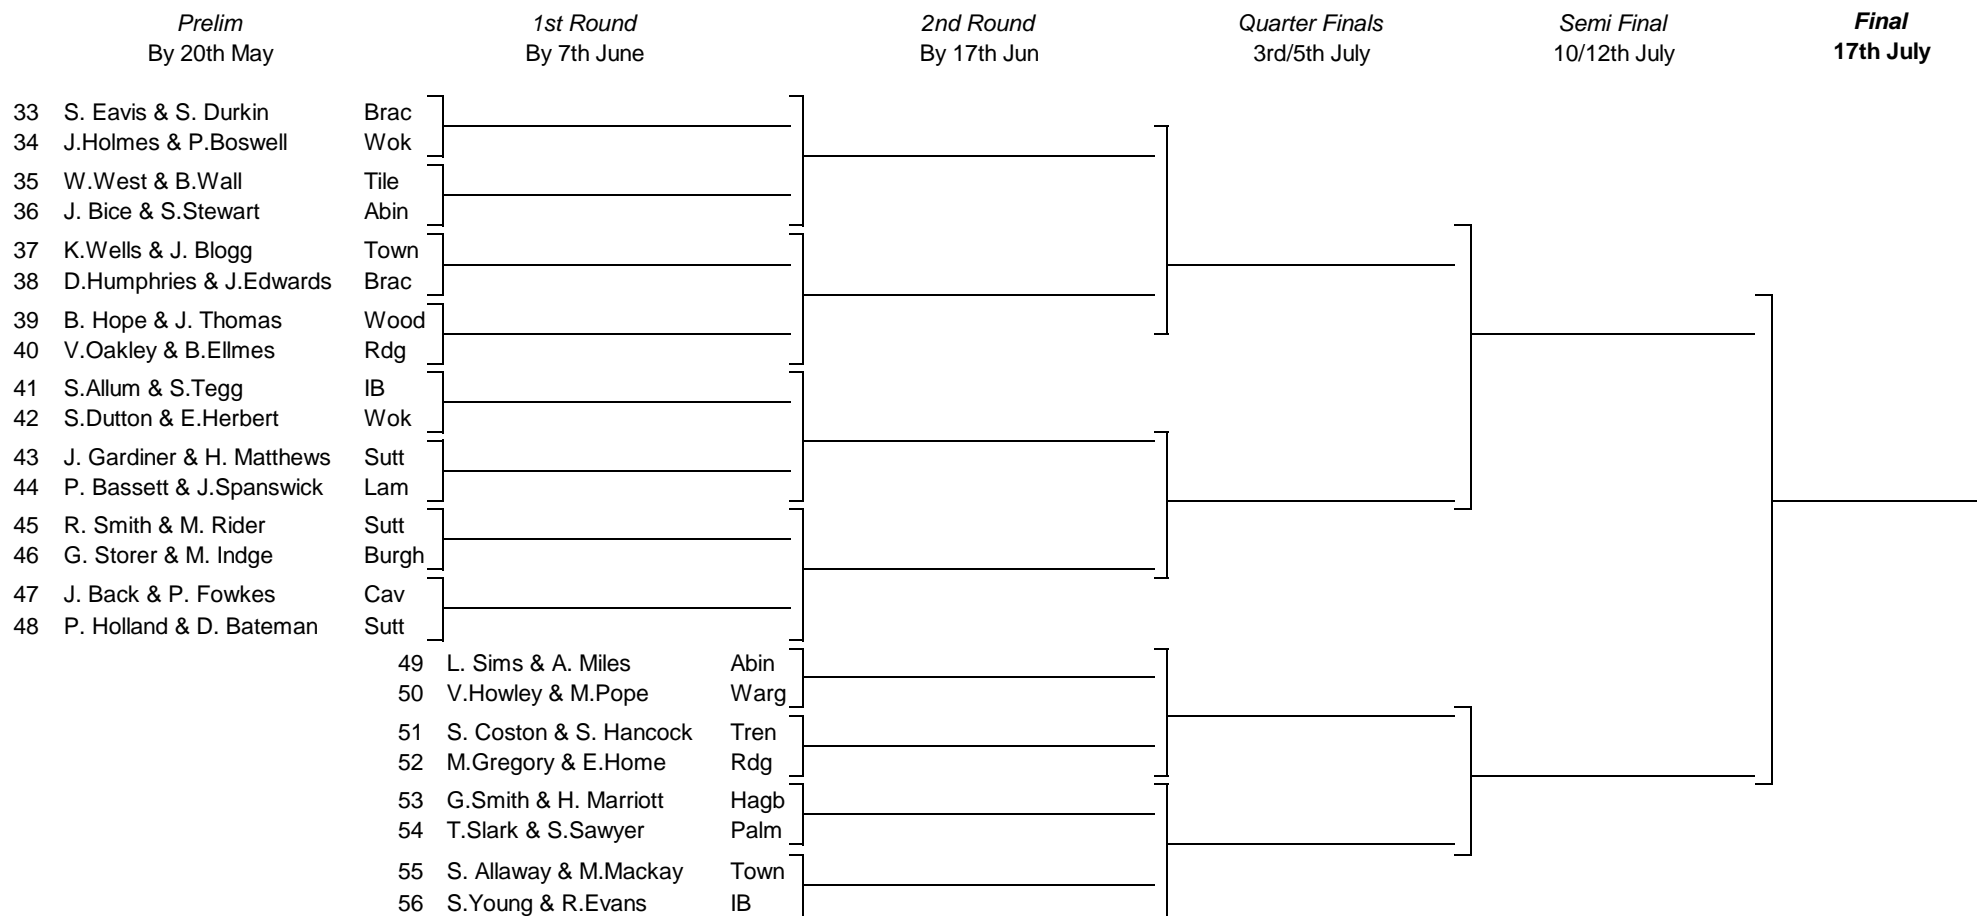 Prelim 1st Round 2nd Round Quarter Finals Semi Final Final
By 20th May By 7th June By 17th Jun 3rd/5th July 10/12th July 17th July
33 S. Eavis & S. Durkin Brac
34 J.Holmes & P.Boswell Wok
35 W.West & B.Wall Tile
36 J. Bice & S.Stewart Abin
37 K.Wells & J. Blogg Town
38 D.Humphries & J.Edwards Brac
39 B. Hope & J. Thomas Wood
40 V.Oakley & B.Ellmes Rdg
41 S.Allum & S.Tegg IB
42 S.Dutton & E.Herbert Wok
43 J. Gardiner & H. Matthews Sutt
44 P. Bassett & J.Spanswick Lam
45 R. Smith & M. Rider Sutt
46 G. Storer & M. Indge Burgh
47 J. Back & P. Fowkes Cav
48 P. Holland & D. Bateman Sutt
49 L. Sims & A. Miles Abin
50 V.Howley & M.Pope Warg
51 S. Coston & S. Hancock Tren
52 M.Gregory & E.Home Rdg
53 G.Smith & H. Marriott Hagb
54 T.Slark & S.Sawyer Palm
55 S. Allaway & M.Mackay Town
56 S.Young & R.Evans IB